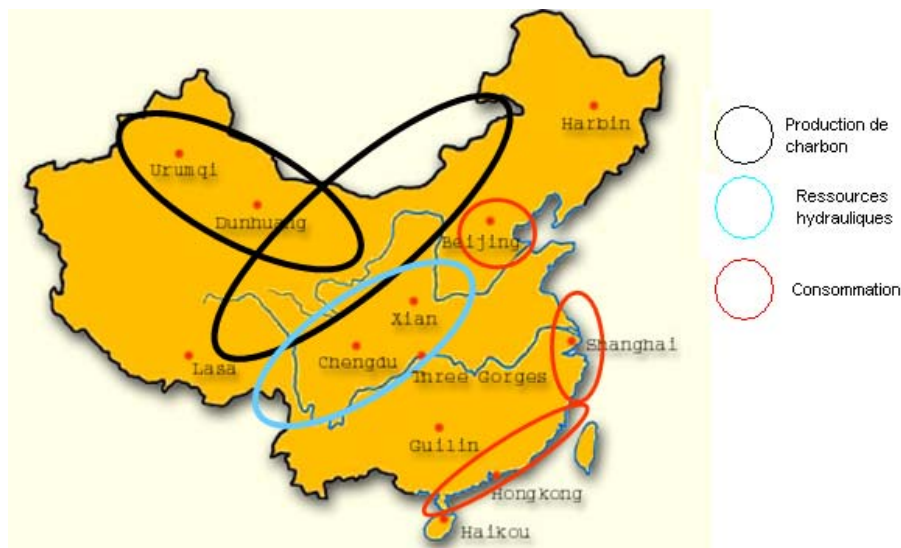 Harbin
Urumqi
Dunhuang
Beijing
Xian
Shanghai
Lasa
Chengdu
Three Gorges
Guilin
Hongkong
Haikou
Production de
charbon
Ressources
hydrauliques
Consommation